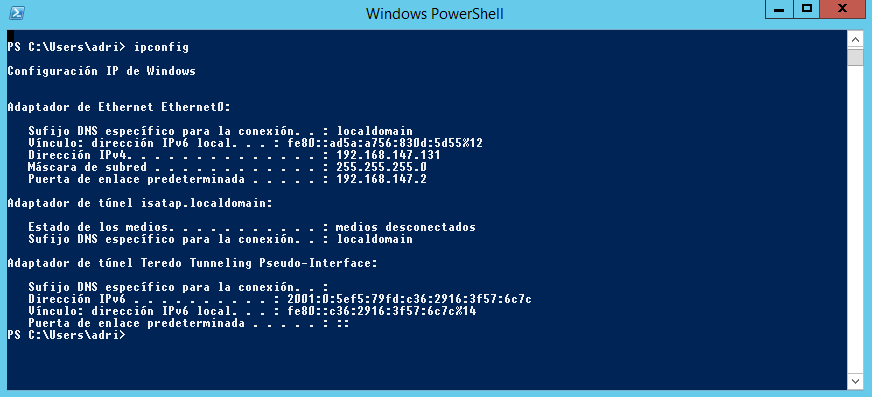 Windows PowerShell
PS C:\Users\adri> ipconfig
Configuración IP de Windows
Adaptador de Ethernet Ethernet0:
Sufijo DNS específico para la conexión. . : localdomain
Vínculo: dirección IPv6 local. . . : fe80::ad5a:a756:830d:5d55%12
Dirección IPv4. . . . . . . . . . . . . . : 192.168.147.131
Máscara de subred . . . . . . . . . . . . : 255.255.255.0
Puerta de enlace predeterminada . . . . . : 192.168.147.2
Adaptador de túnel isatap.localdomain:
Estado de los medios. . . . . . . . . . . : medios desconectados
Sufijo DNS específico para la conexión. . : localdomain
Adaptador de túnel Teredo Tunneling Pseudo-Interface:
Sufijo DNS específico para la conexión. . :
Dirección IPv6 . . . . . . . . . . : 2001:0:5ef5:79fd:c36:2916:3f57:6c7c
Vínculo: dirección IPv6 local. . . : fe80::c36:2916:3f57:6c7c%14
Puerta de enlace predeterminada . . . . . : ::
PS C:\Users\adri>